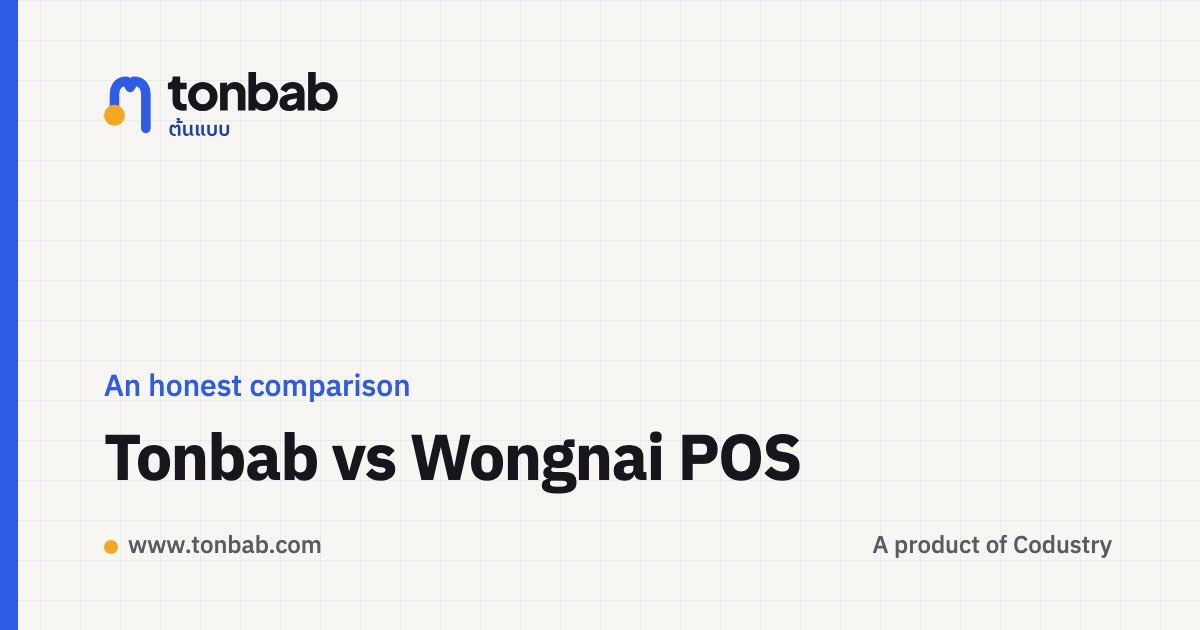 tonbab
ต้นแบบ
An honest comparison
Tonbab vs Wongnai POS
www.tonbab.com
A product of Codustry